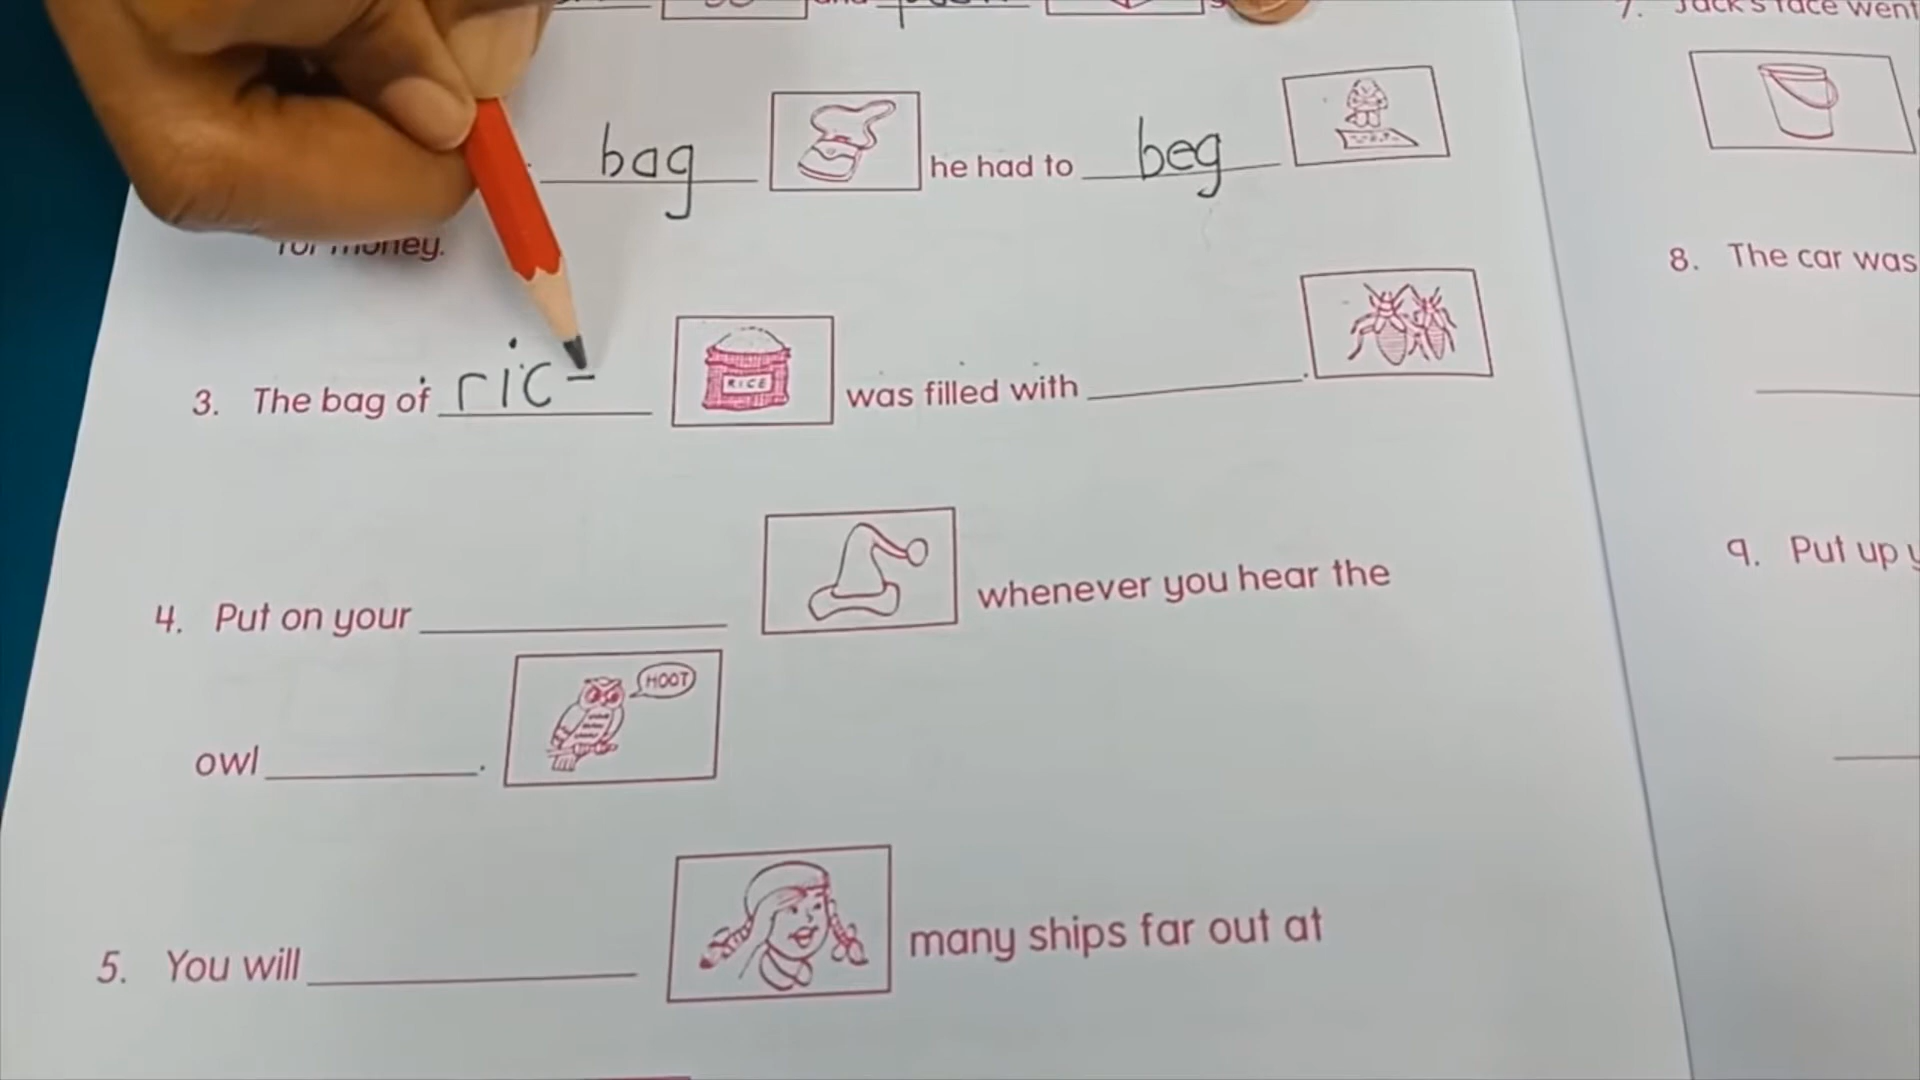 bag he had to beg
for money.
3. The bag of ric- RICE was filled with .
4. Put on your whenever you hear the
HOOT
owl .
5. You will many ships far out at
7. Jack's face went
8. The car was
9. Put up